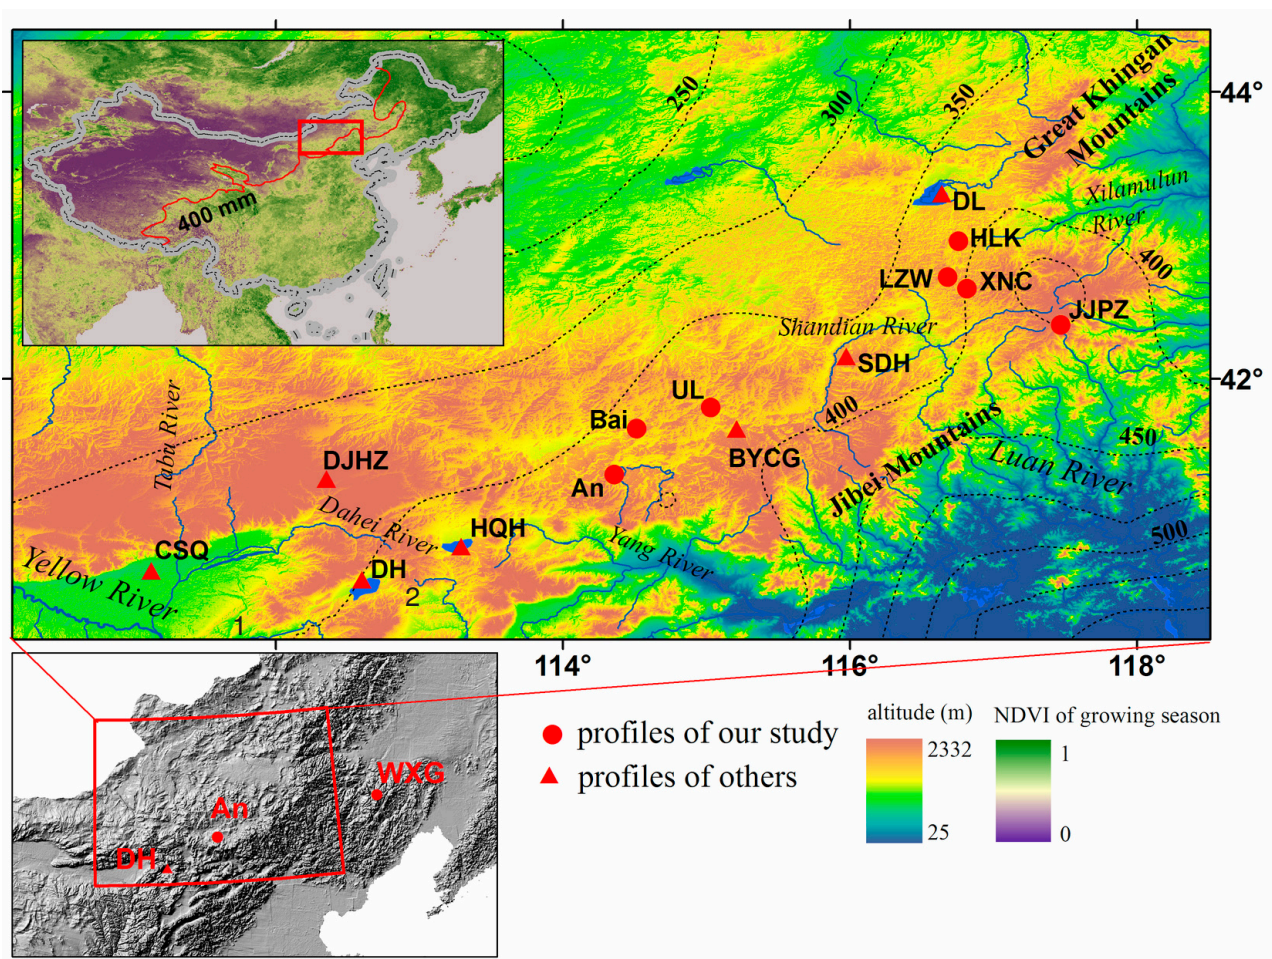 400 mm
250
300
350
Great Khingan
Mountains
44°
Xilamulun
River
DL
HLK
400
LZW
XNC
JJPZ
Shandian River
SDH
42°
UL
Bai
400
BYCG
450
Jibei Mountains
Luan River
Tabu River
DJHZ
An
Dahei River
HQH
Yang River
500
CSQ
DH
Yellow River
2
1
114°
116°
118°
WXG
An
DH
profiles of our study
profiles of others
altitude (m)
2332
25
NDVI of growing season
1
0